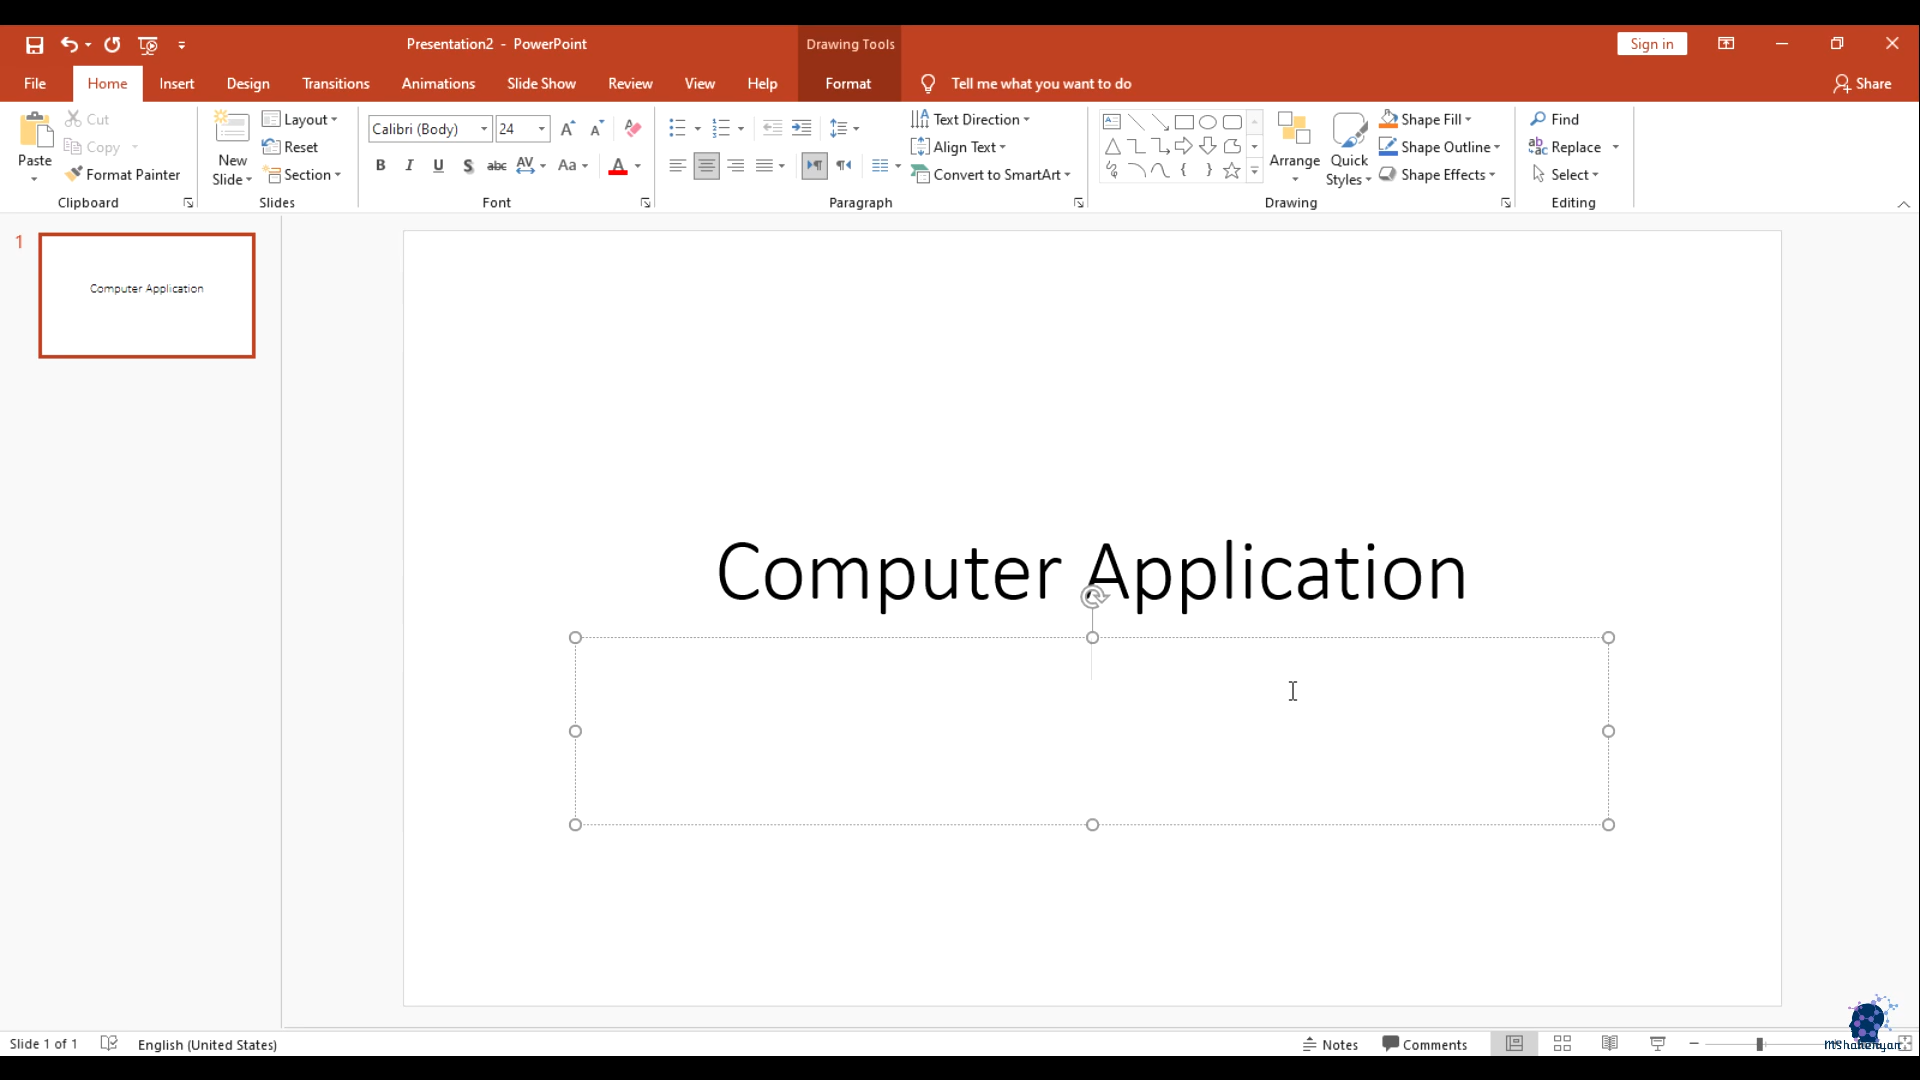 Presentation2 - PowerPoint
Drawing Tools
Sign in
File
Home
Insert
Design
Transitions
Animations
Slide Show
Review
View
Help
Format
Tell me what you want to do
Share
Paste
Cut
Copy
Format Painter
Clipboard
New
Slide
Layout
Reset
Section
Slides
Calibri (Body)
24
B I U S abc AV Aa A
Font
Text Direction
Align Text
Convert to SmartArt
Paragraph
Arrange
Quick
Styles
Shape Fill
Shape Outline
Shape Effects
Drawing
Find
Replace
Select
Editing
1
Computer Application
Computer Application
Slide 1 of 1
English (United States)
Notes
Comments